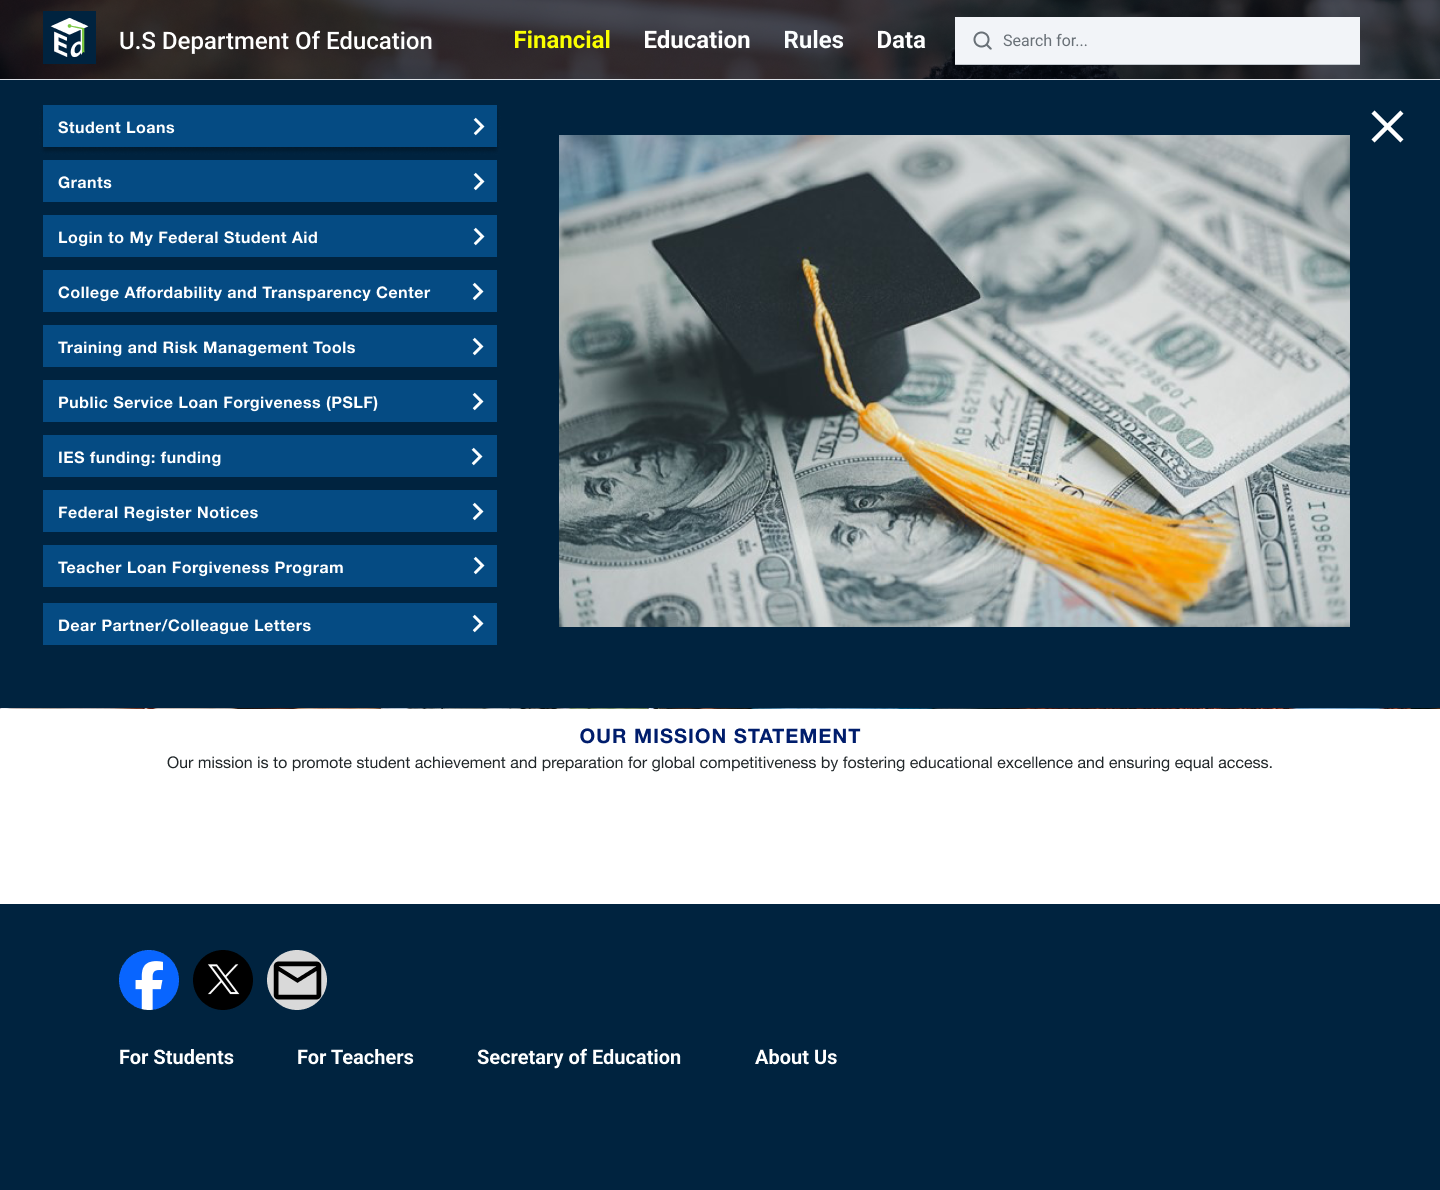 Ed
U.S Department Of Education
Financial
Education
Rules
Data
Search for...
Student Loans
Grants
Login to My Federal Student Aid
College Affordability and Transparency Center
Training and Risk Management Tools
Public Service Loan Forgiveness (PSLF)
IES funding: funding
Federal Register Notices
Teacher Loan Forgiveness Program
Dear Partner/Colleague Letters
100
OUR MISSION STATEMENT
Our mission is to promote student achievement and preparation for global competitiveness by fostering educational excellence and ensuring equal access.
For Students
For Teachers
Secretary of Education
About Us